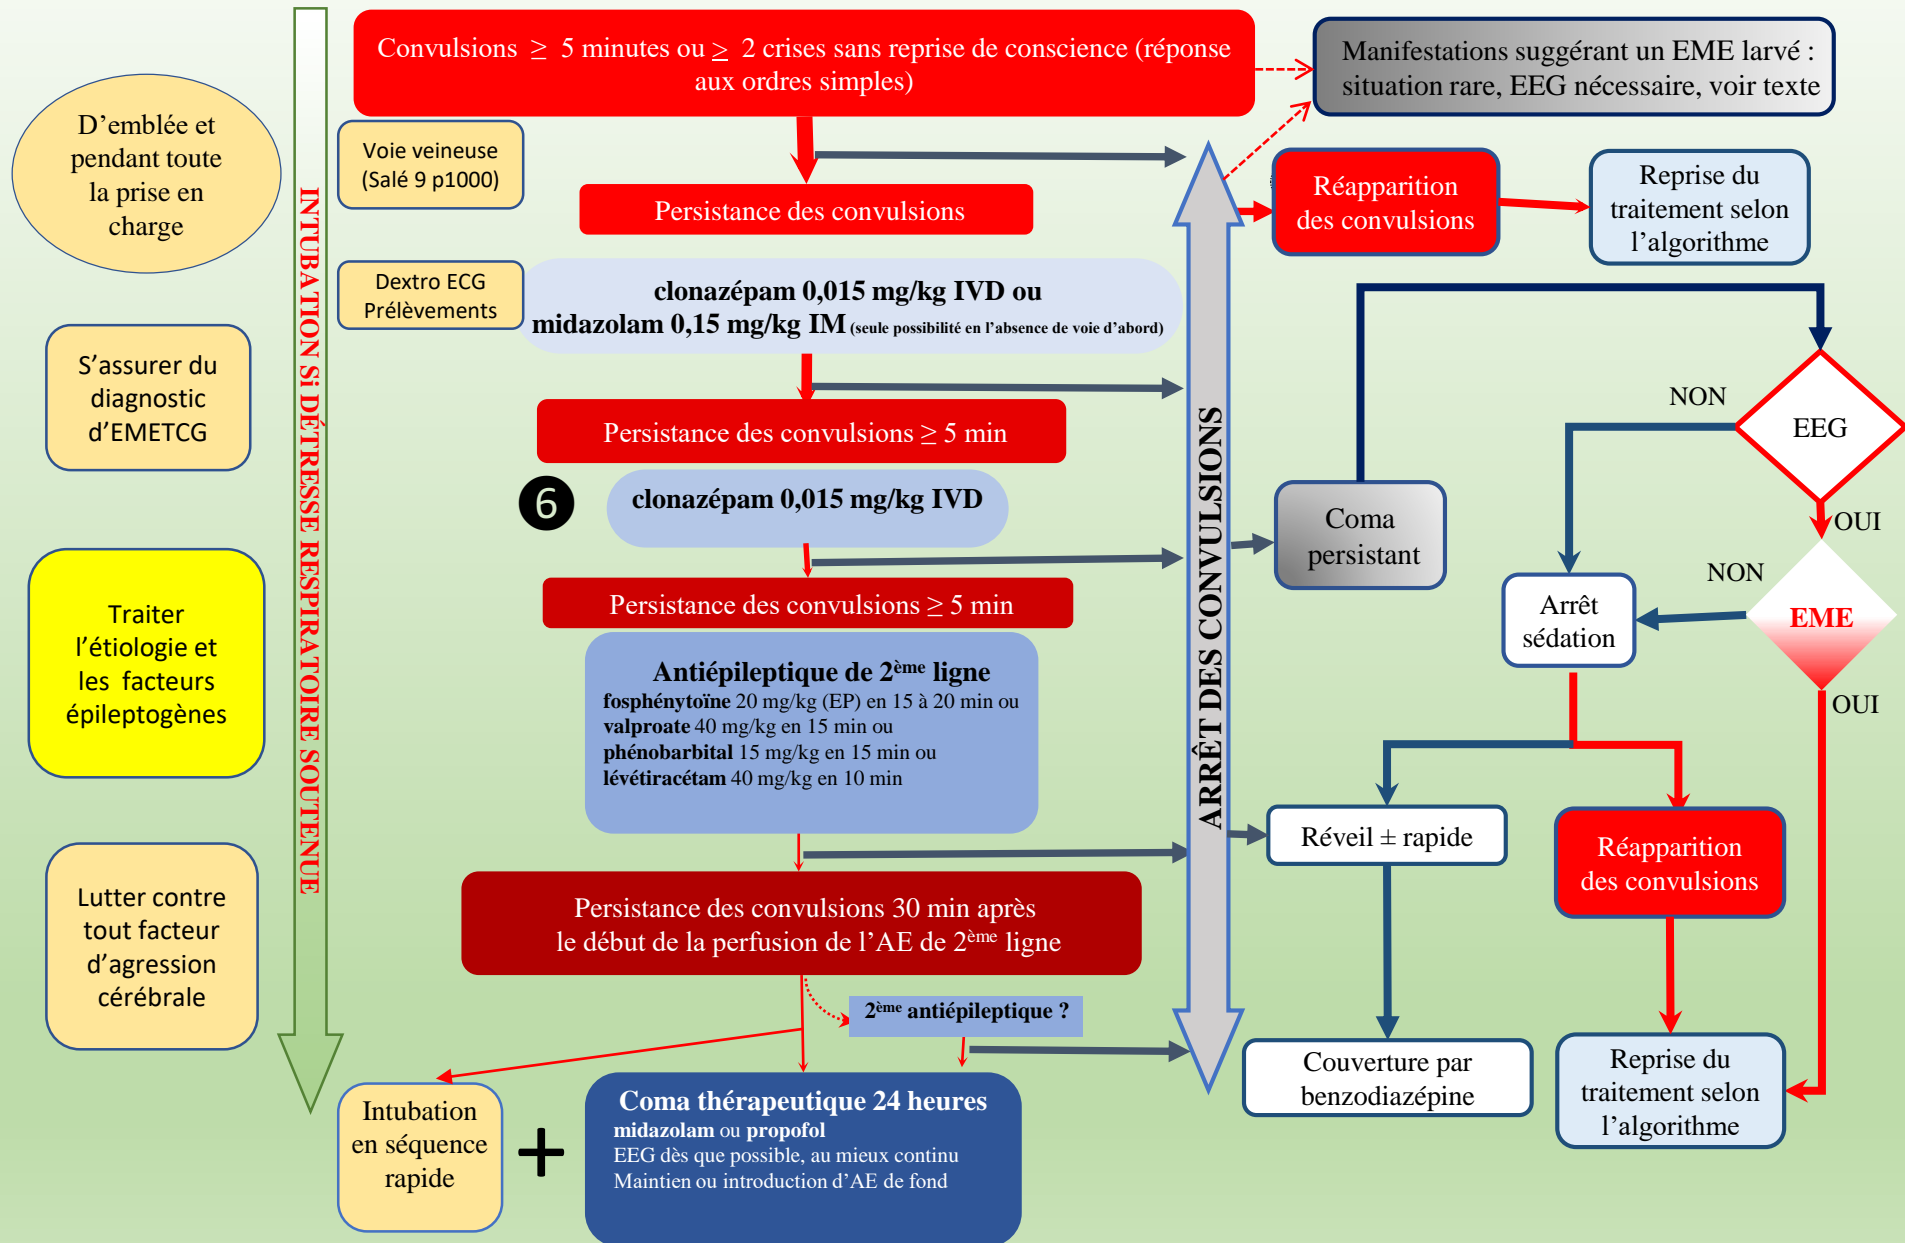 Convulsions ≥ 5 minutes ou ≥ 2 crises sans reprise de conscience (réponse
aux ordres simples)
Manifestations suggérant un EME larvé :
situation rare, EEG nécessaire, voir texte
D’emblée et
pendant toute
la prise en
charge
INTUBATION Si DÉTRESSE RESPIRATOIRE SOUTENUE
Voie veineuse
(Salé 9 p1000)
Persistance des convulsions
Réapparition
des convulsions
Reprise du
traitement selon
l’algorithme
Dextro ECG
Prélèvements
clonazépam 0,015 mg/kg IVD ou
midazolam 0,15 mg/kg IM (seule possibilité en l’absence de voie d’abord)
S’assurer du
diagnostic
d’EMETCG
Persistance des convulsions ≥ 5 min
ARRÊT DES CONVULSIONS
NON
EEG
OUI
6
clonazépam 0,015 mg/kg IVD
Coma
persistant
Traiter
l’étiologie et
les facteurs
épileptogènes
Persistance des convulsions ≥ 5 min
Arrêt
sédation
NON
EME
OUI
Antiépileptique de 2ème ligne
fosphénytoïne 20 mg/kg (EP) en 15 à 20 min ou
valproate 40 mg/kg en 15 min ou
phénobarbital 15 mg/kg en 15 min ou
lévétiracétam 40 mg/kg en 10 min
Réveil ± rapide
Réapparition
des convulsions
Lutter contre
tout facteur
d’agression
cérébrale
Persistance des convulsions 30 min après
le début de la perfusion de l’AE de 2ème ligne
2ème antiépileptique ?
Couverture par
benzodiazépine
Reprise du
traitement selon
l’algorithme
Intubation
en séquence
rapide
+
Coma thérapeutique 24 heures
midazolam ou propofol
EEG dès que possible, au mieux continu
Maintien ou introduction d’AE de fond